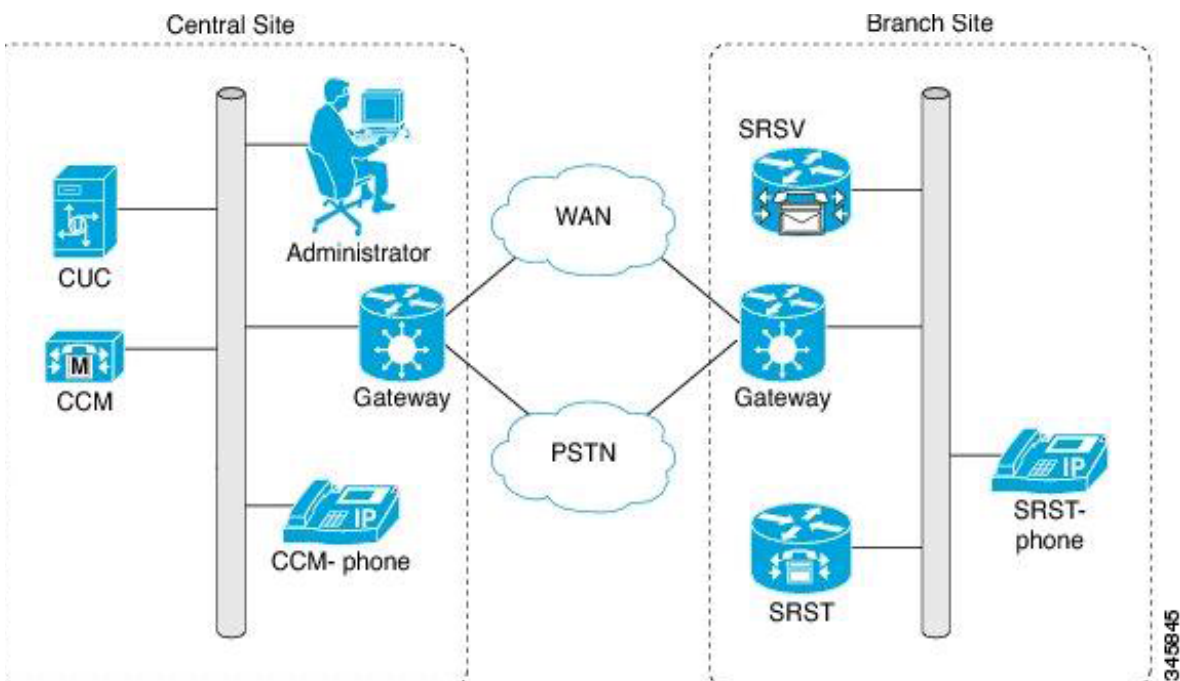 Central Site
Branch Site
SRSV
WAN
Administrator
CUC
M
CCM
Gateway
Gateway
PSTN
IP
IP
SRST-
phone
CCM- phone
SRST
345845